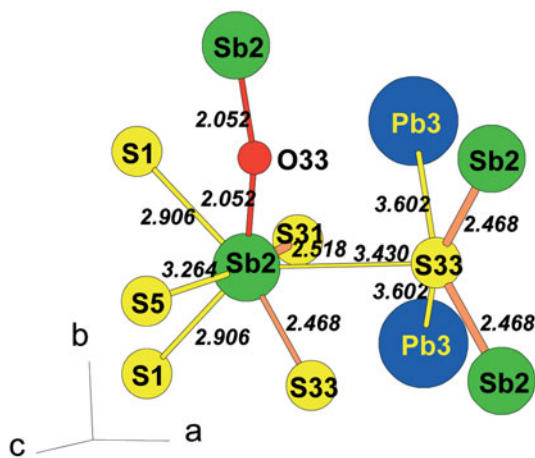 Sb2
2.052
Pb3
Sb2
S1
O33
2.052
3.602
2.468
2.906
S31
2.518
3.430
S33
3.264
Sb2
3.602
S5
2.906
2.468
2.468
Pb3
S1
S33
Sb2
b
a
c